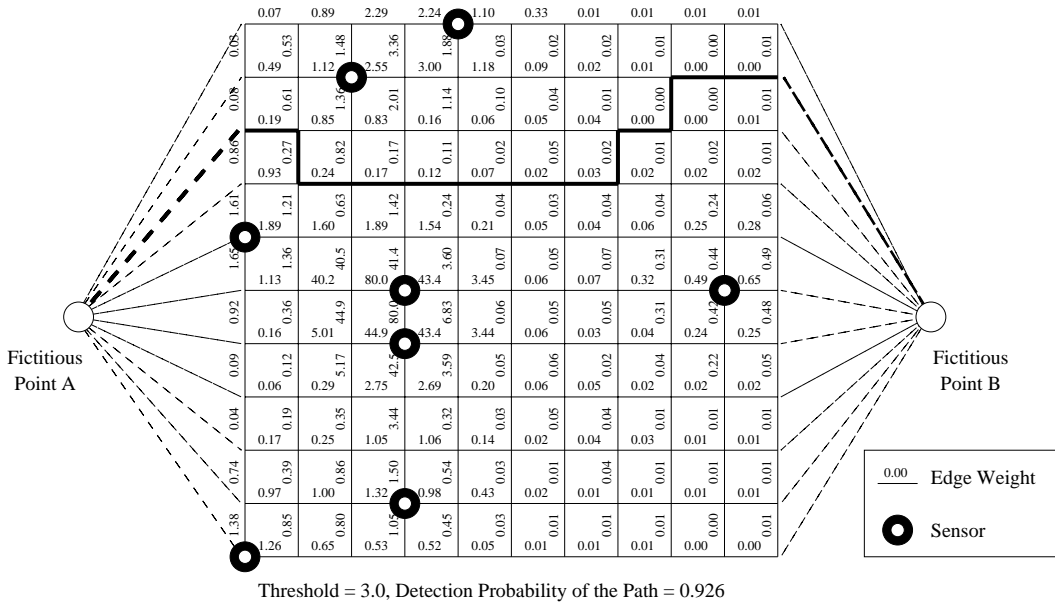 0.07 0.89 2.29 2.24 1.10 0.33 0.01 0.01 0.01 0.01
0.03 0.53 1.48 3.36 1.88 0.03 0.02 0.02 0.01 0.00 0.01
0.49 1.12 2.55 3.00 1.18 0.09 0.02 0.01 0.00 0.00
0.08 0.61 1.36 2.01 1.14 0.10 0.04 0.01 0.00 0.00 0.01
0.19 0.85 0.83 0.16 0.06 0.05 0.04 0.00 0.00 0.01
0.86 0.27 0.82 0.17 0.11 0.02 0.05 0.02 0.01 0.02 0.01
0.93 0.24 0.17 0.12 0.07 0.02 0.03 0.02 0.02 0.02
1.61 1.21 0.63 1.42 0.24 0.04 0.03 0.04 0.04 0.24 0.06
1.89 1.60 1.89 1.54 0.21 0.05 0.04 0.06 0.25 0.28
1.65 1.36 40.5 41.4 3.60 0.07 0.05 0.07 0.31 0.44 0.49
1.13 40.2 80.0 43.4 3.45 0.06 0.07 0.32 0.49 0.65
0.92 0.36 44.9 80.0 6.83 0.06 0.05 0.05 0.31 0.42 0.48
0.16 5.01 44.9 43.4 3.44 0.06 0.03 0.04 0.24 0.25
Fictitious
Point A
Fictitious
Point B
0.09 0.12 5.17 42.5 3.59 0.05 0.06 0.02 0.04 0.22 0.05
0.06 0.29 2.75 2.69 0.20 0.06 0.05 0.02 0.02 0.02
0.04 0.19 0.35 3.44 0.32 0.03 0.05 0.04 0.01 0.01 0.01
0.17 0.25 1.05 1.06 0.14 0.02 0.04 0.03 0.01 0.01
0.74 0.39 0.86 1.50 0.54 0.03 0.01 0.04 0.01 0.01 0.01
0.97 1.00 1.32 0.98 0.43 0.02 0.01 0.01 0.01 0.01
1.38 0.85 0.80 1.05 0.45 0.03 0.01 0.01 0.01 0.00 0.01
1.26 0.65 0.53 0.52 0.05 0.01 0.01 0.01 0.00 0.00
0.00 Edge Weight
Sensor
Threshold = 3.0, Detection Probability of the Path = 0.926